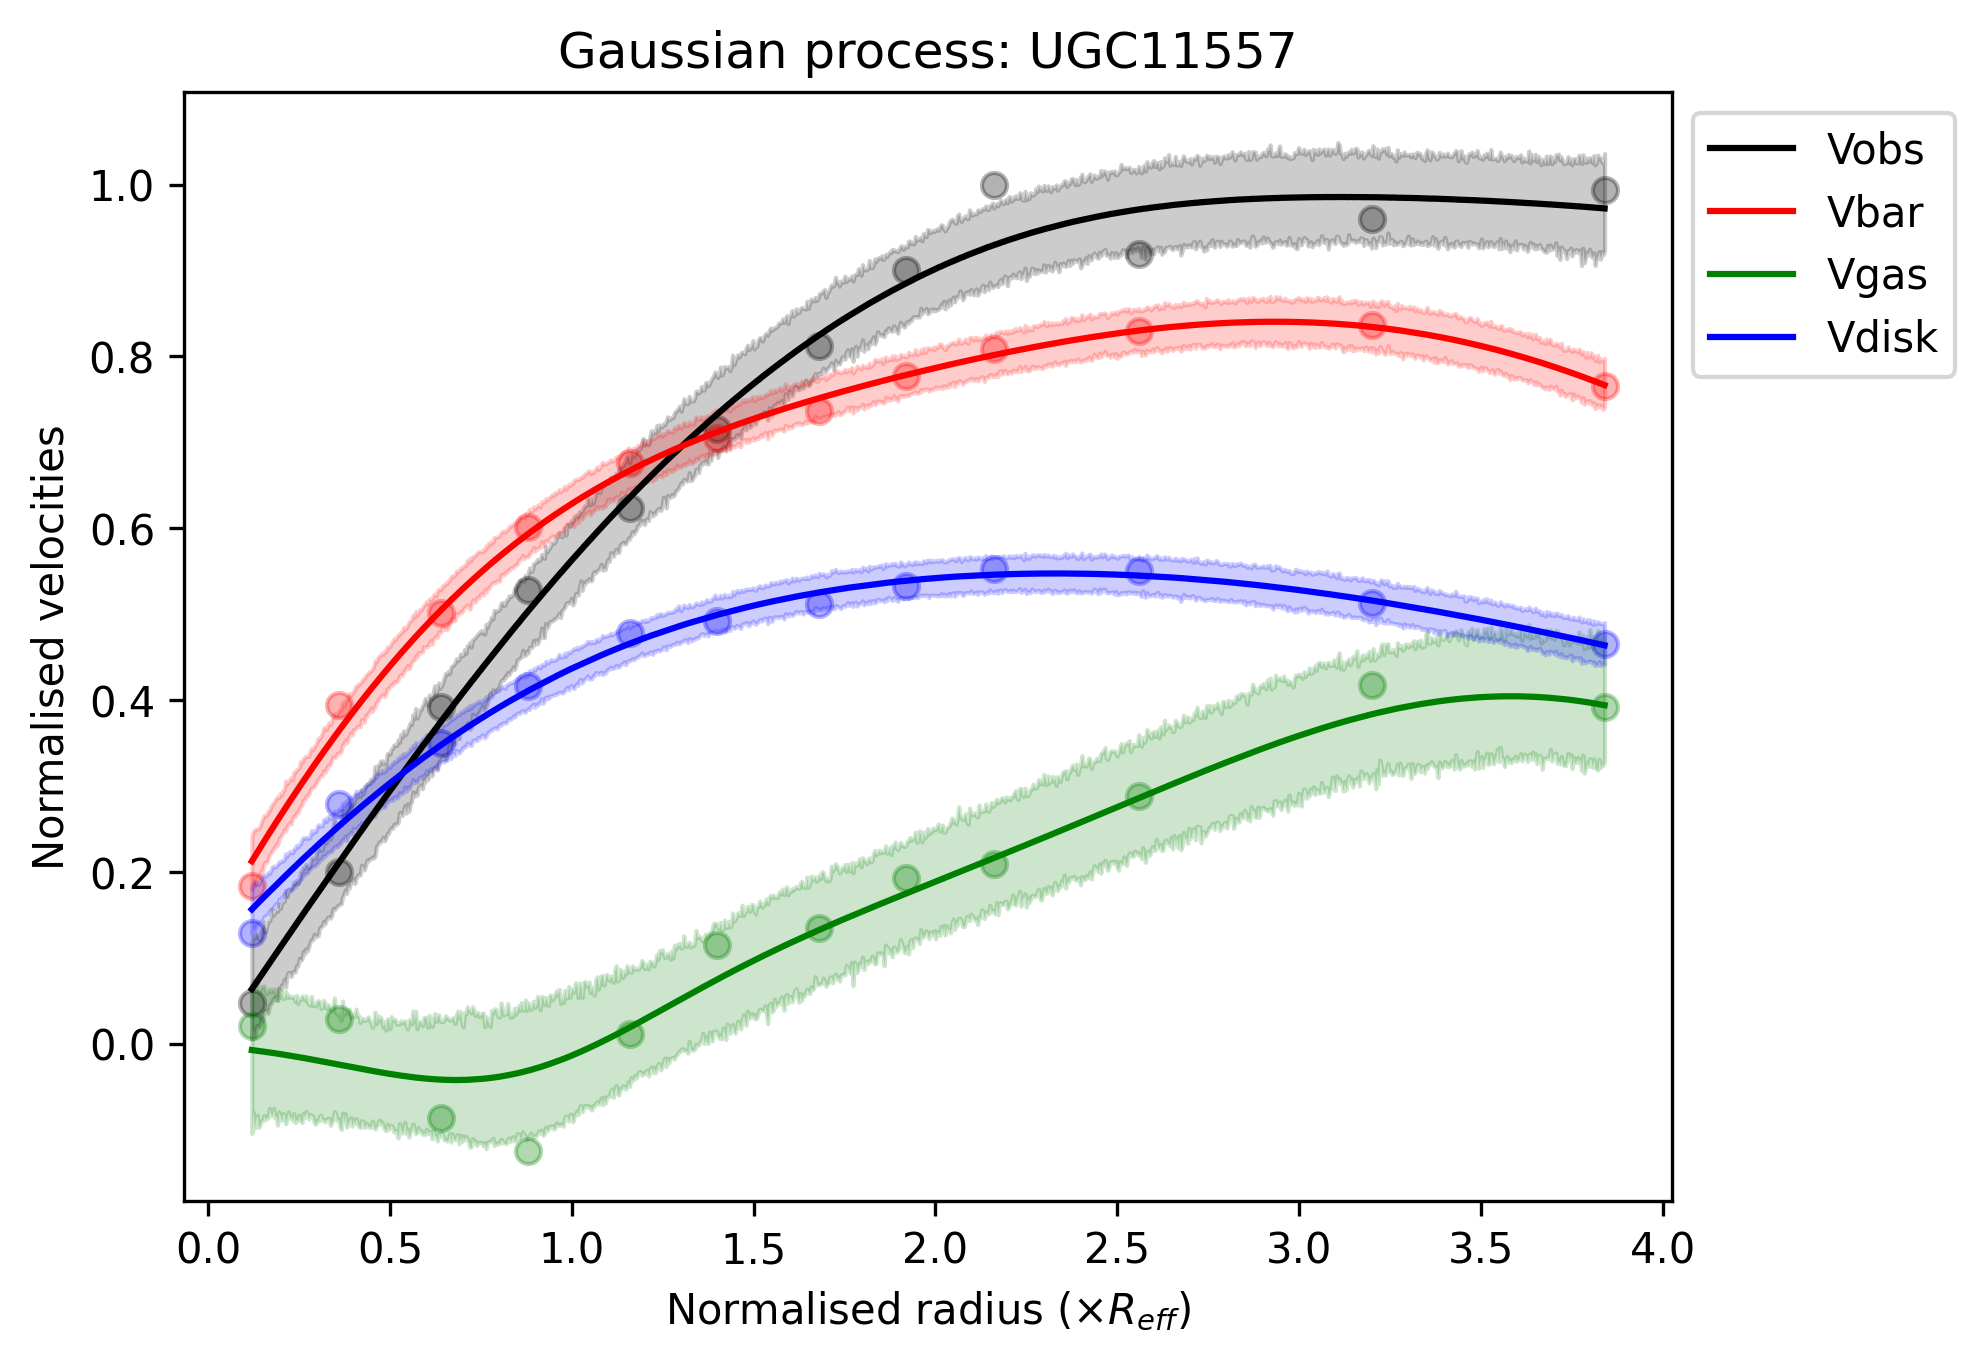 Gaussian process: UGC11557
Vobs
Vbar
Vgas
Vdisk
Normalised velocities
1.0
0.8
0.6
0.4
0.2
0.0
0.0 0.5 1.0 1.5 2.0 2.5 3.0 3.5 4.0
Normalised radius (×R_eff)